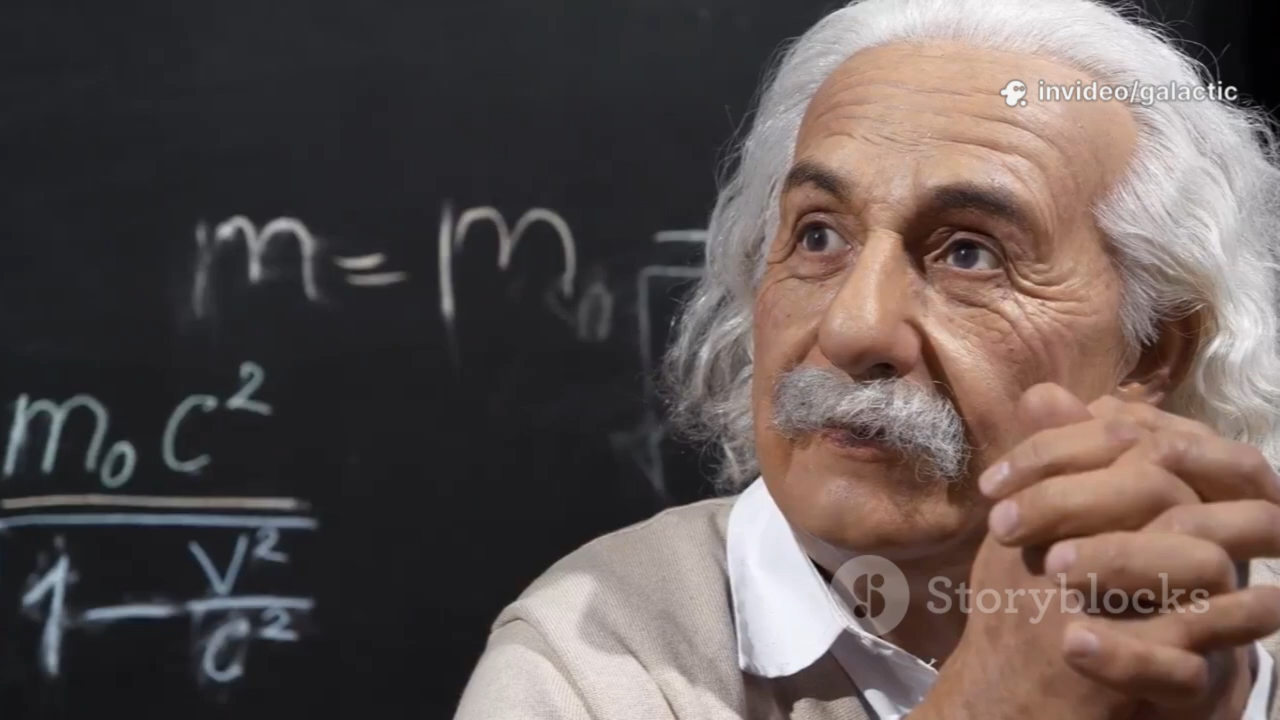 invideo/galactic
m = m₀
m₀c²
1 - v²
c²
Storyblocks